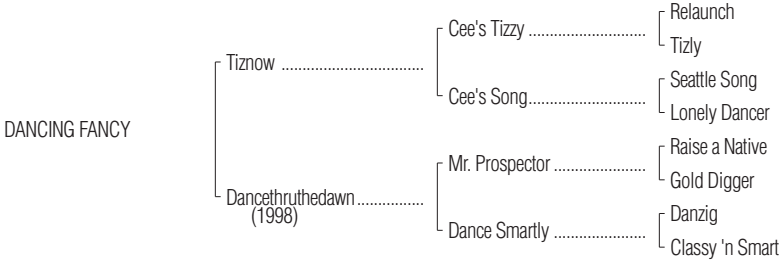 Relaunch
Cee's Tizzy ..............................
Tizly
Tiznow ....................................
Seattle Song
Cee's Song..............................
Lonely Dancer
DANCING FANCY
Raise a Native
Mr. Prospector ........................
Gold Digger
Dancethruthedawn.................
(1998)
Danzig
Dance Smartly ........................
Classy 'n Smart